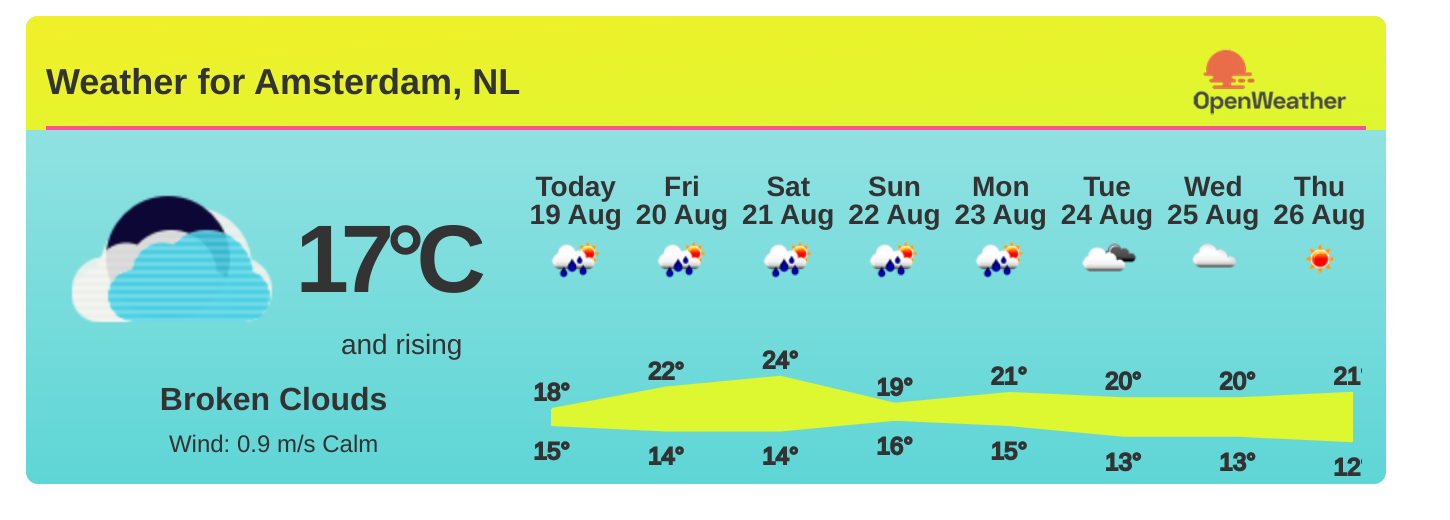 Weather for Amsterdam, NL
OpenWeather
Today Fri Sat Sun Mon Tue Wed Thu
19 Aug 20 Aug 21 Aug 22 Aug 23 Aug 24 Aug 25 Aug 26 Aug
17°C
and rising
Broken Clouds
Wind: 0.9 m/s Calm
18° 22° 24° 19° 21° 20° 20° 21°
15° 14° 14° 16° 15° 13° 13° 12°